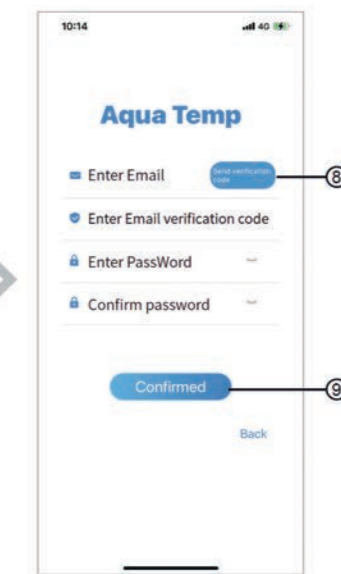 10:14 4G
Aqua Temp
Enter Email
Send verification
code
⑧
Enter Email verification code
Enter PassWord
Confirm password
Confirmed
⑨
Back